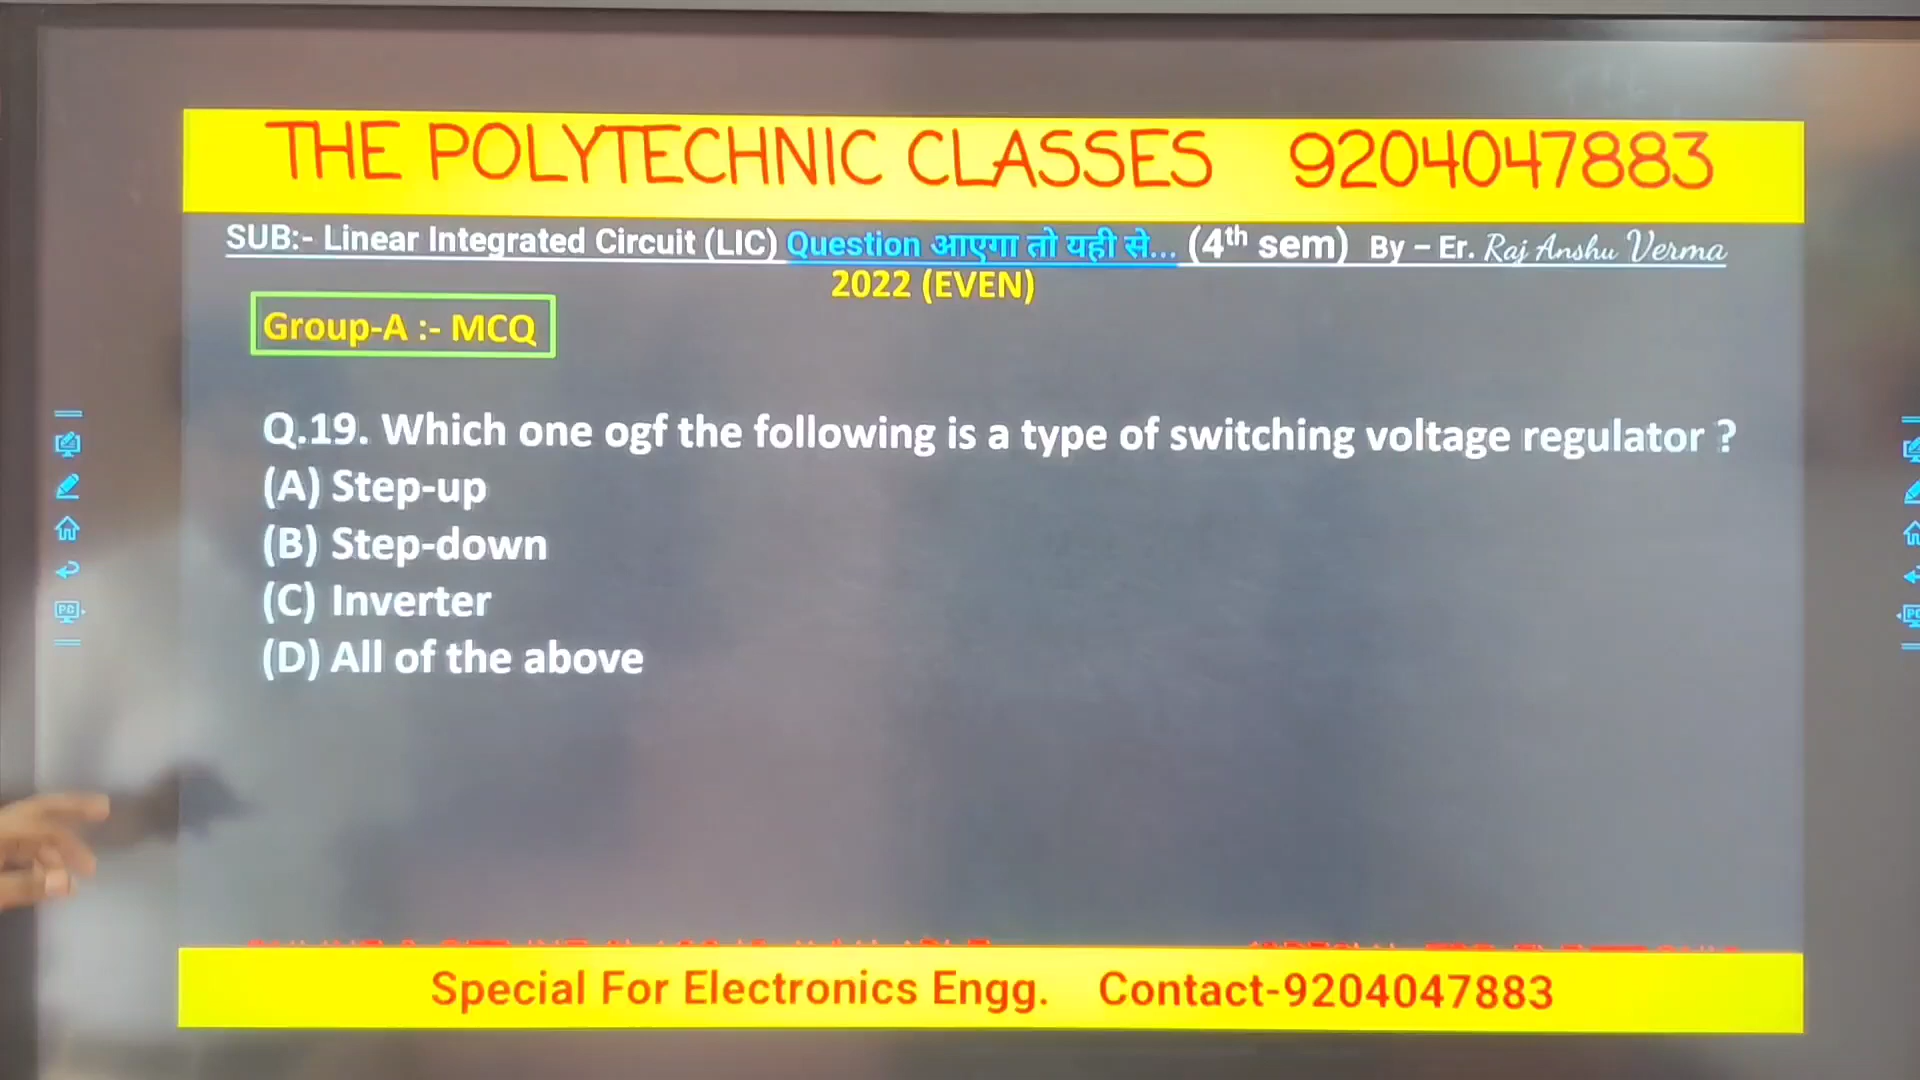 THE POLYTECHNIC CLASSES 9204047883
SUB:- Linear Integrated Circuit (LIC) Question आएगा तो यही से... (4th sem) By – Er. Raj Anshu Verma
2022 (EVEN)
Group-A :- MCQ
Q.19. Which one ogf the following is a type of switching voltage regulator ?
(A) Step-up
(B) Step-down
(C) Inverter
(D) All of the above
Special For Electronics Engg. Contact-9204047883
PC
PC